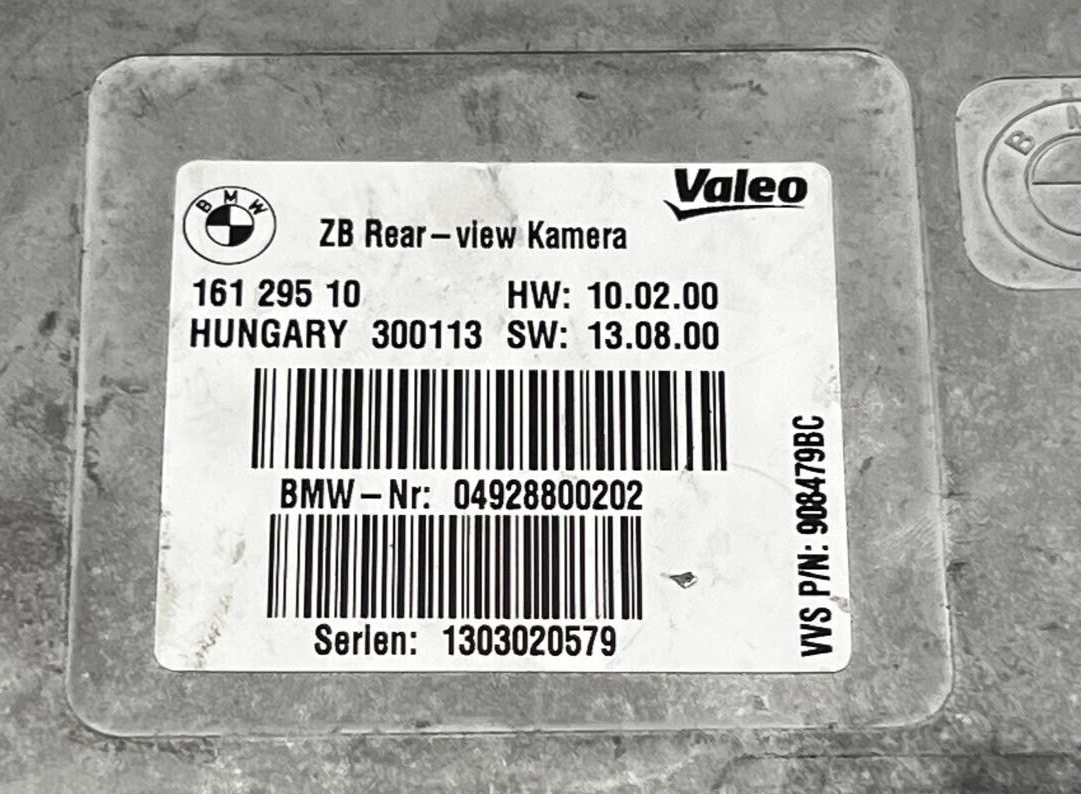 BMW
Valeo
ZB Rear-view Kamera
161 295 10 HW: 10.02.00
HUNGARY 300113 SW: 13.08.00
BMW-Nr: 04928800202
Serlen: 1303020579
VVS P/N: 908479BC
B M